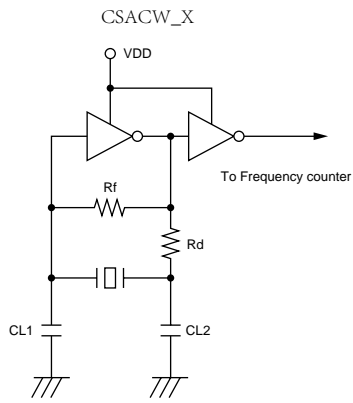 CSACW_X
VDD
To Frequency counter
Rf
Rd
CL1
CL2